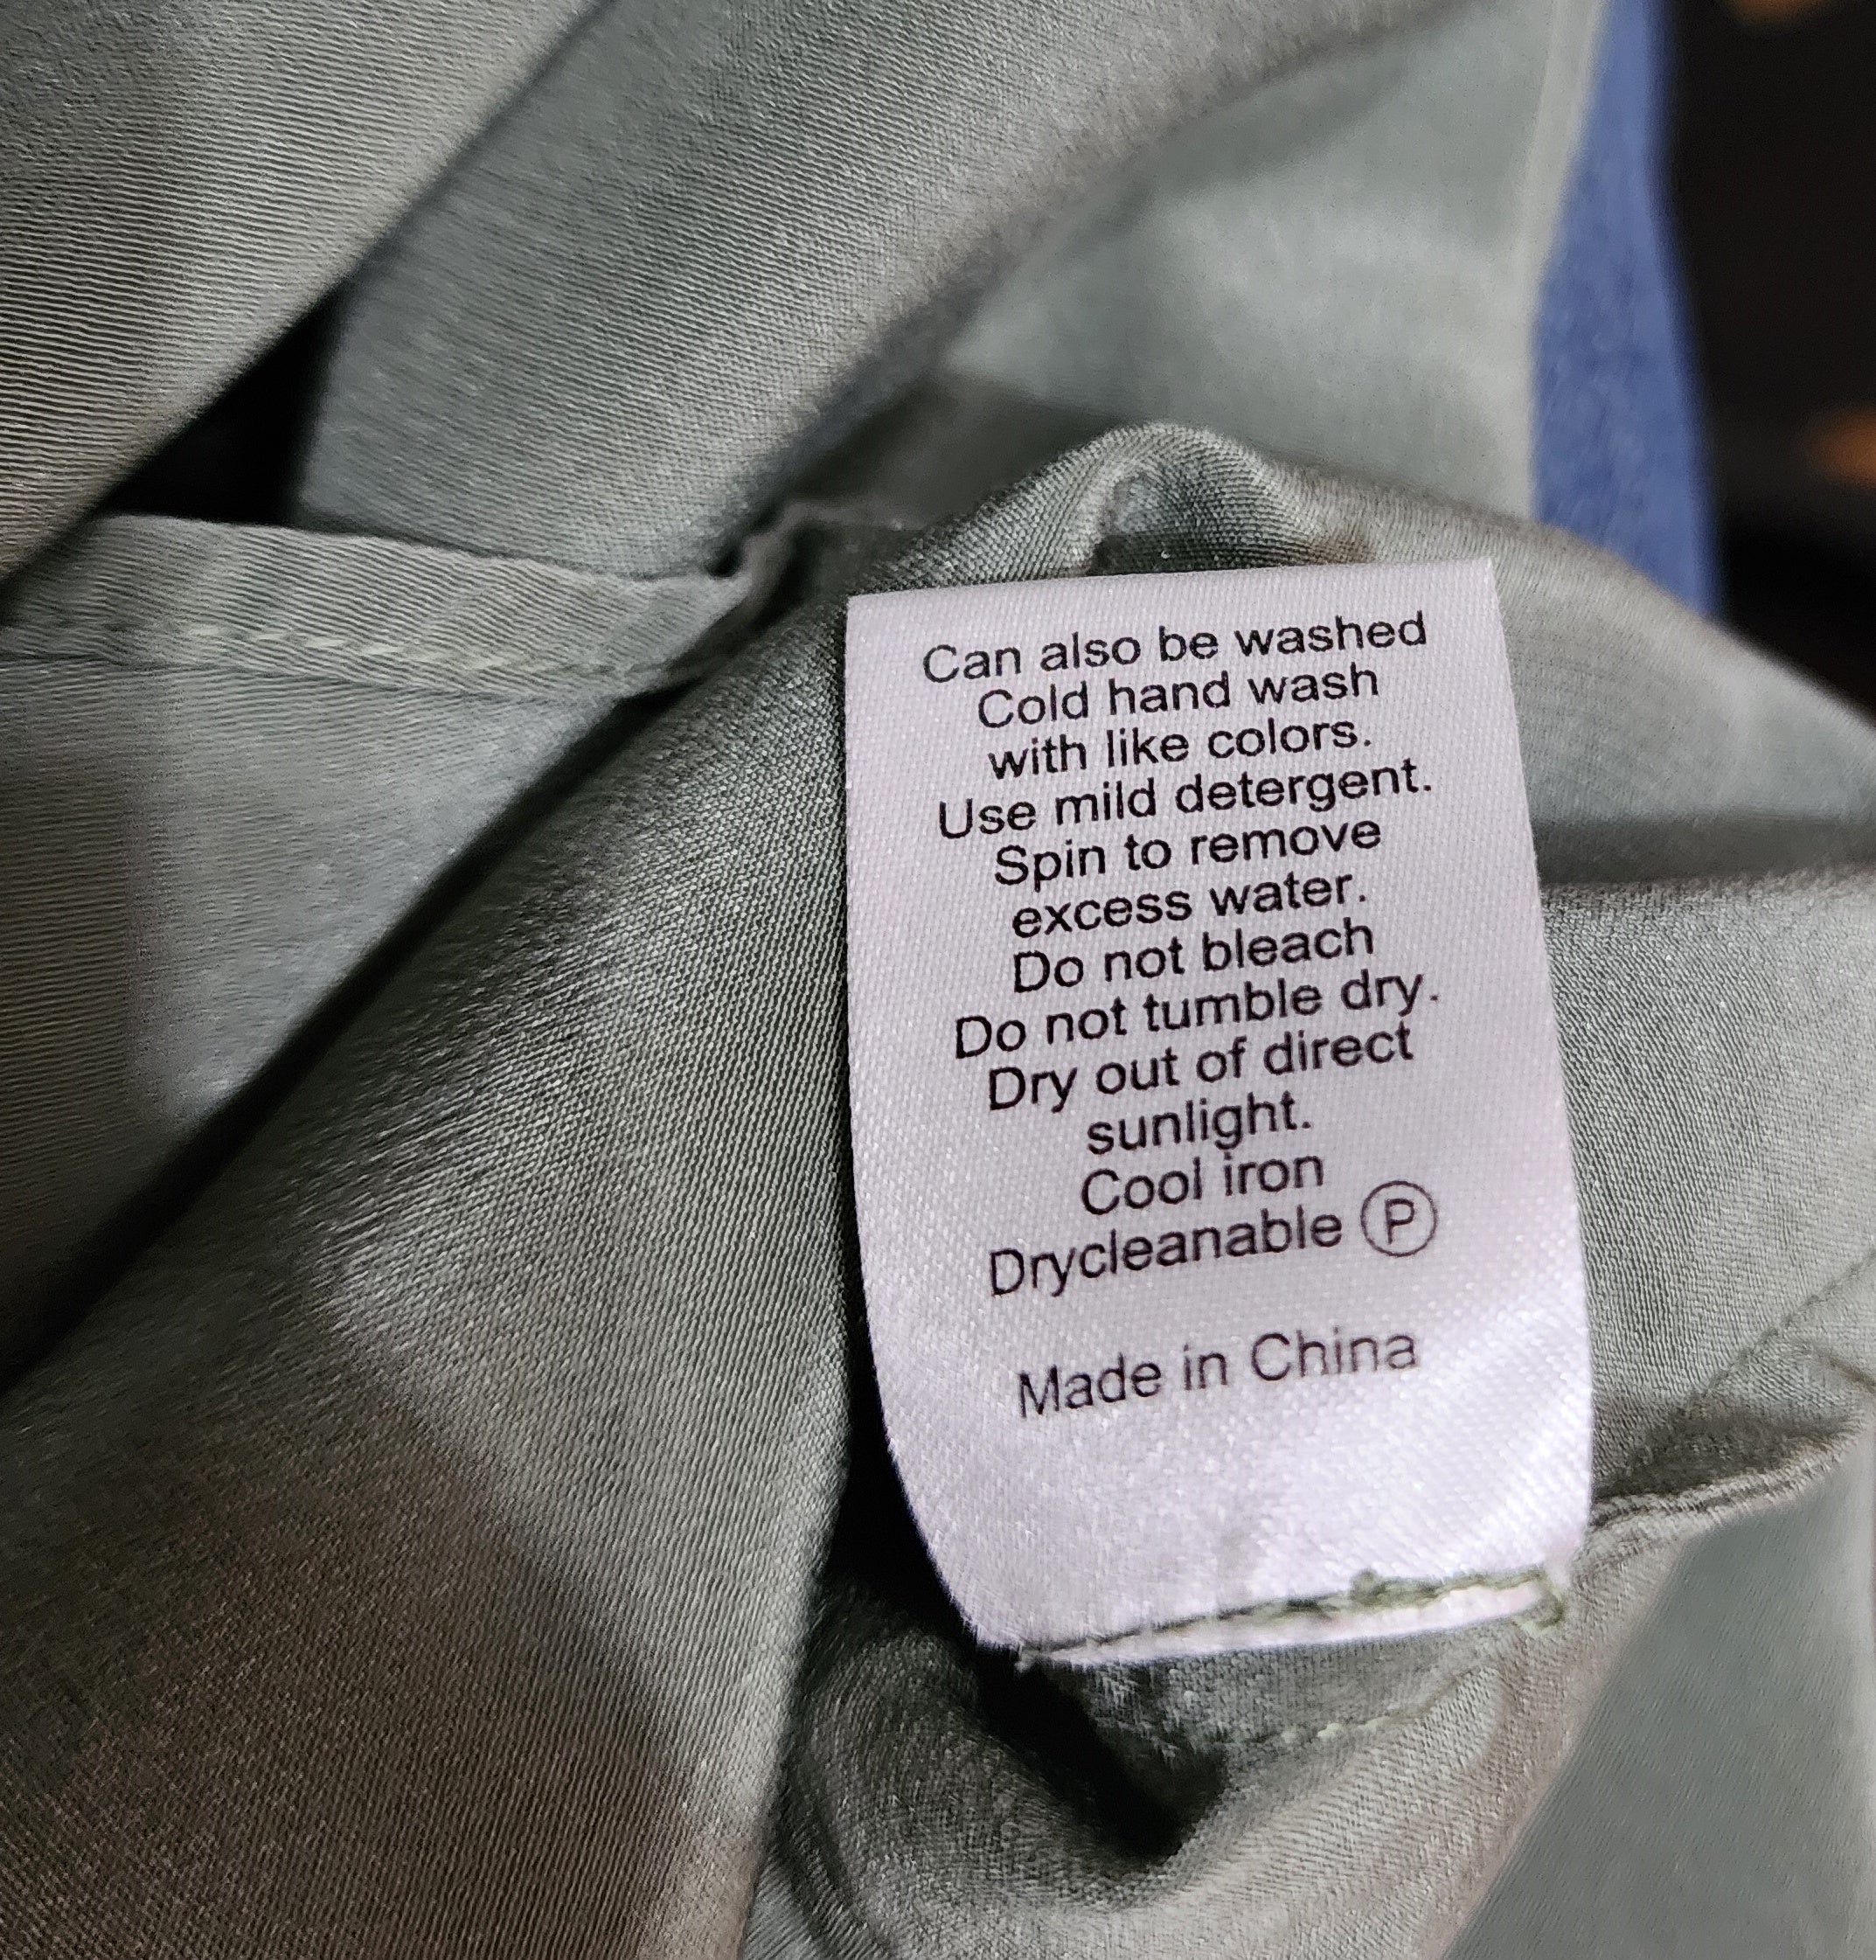 Can also be washed
Cold hand wash
with like colors.
Use mild detergent.
Spin to remove
excess water.
Do not bleach
Do not tumble dry.
Dry out of direct
sunlight.
Cool iron
Drycleanable Ⓟ
Made in China